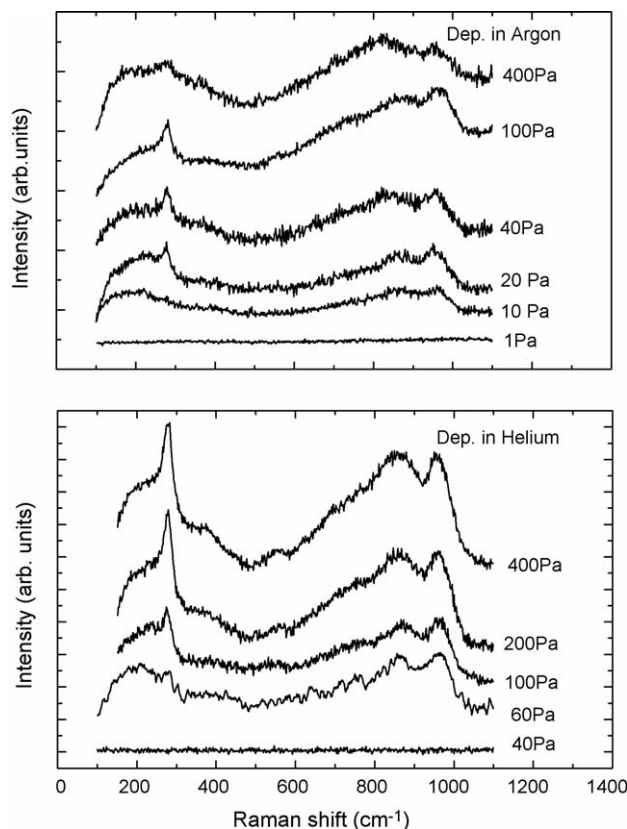 Dep. in Argon
400Pa
100Pa
40Pa
20 Pa
10 Pa
1Pa
Intensity (arb.units)
Dep. in Helium
400Pa
200Pa
100Pa
60Pa
40Pa
Intensity (arb. units)
0 200 400 600 800 1000 1200 1400
Raman shift (cm-1)